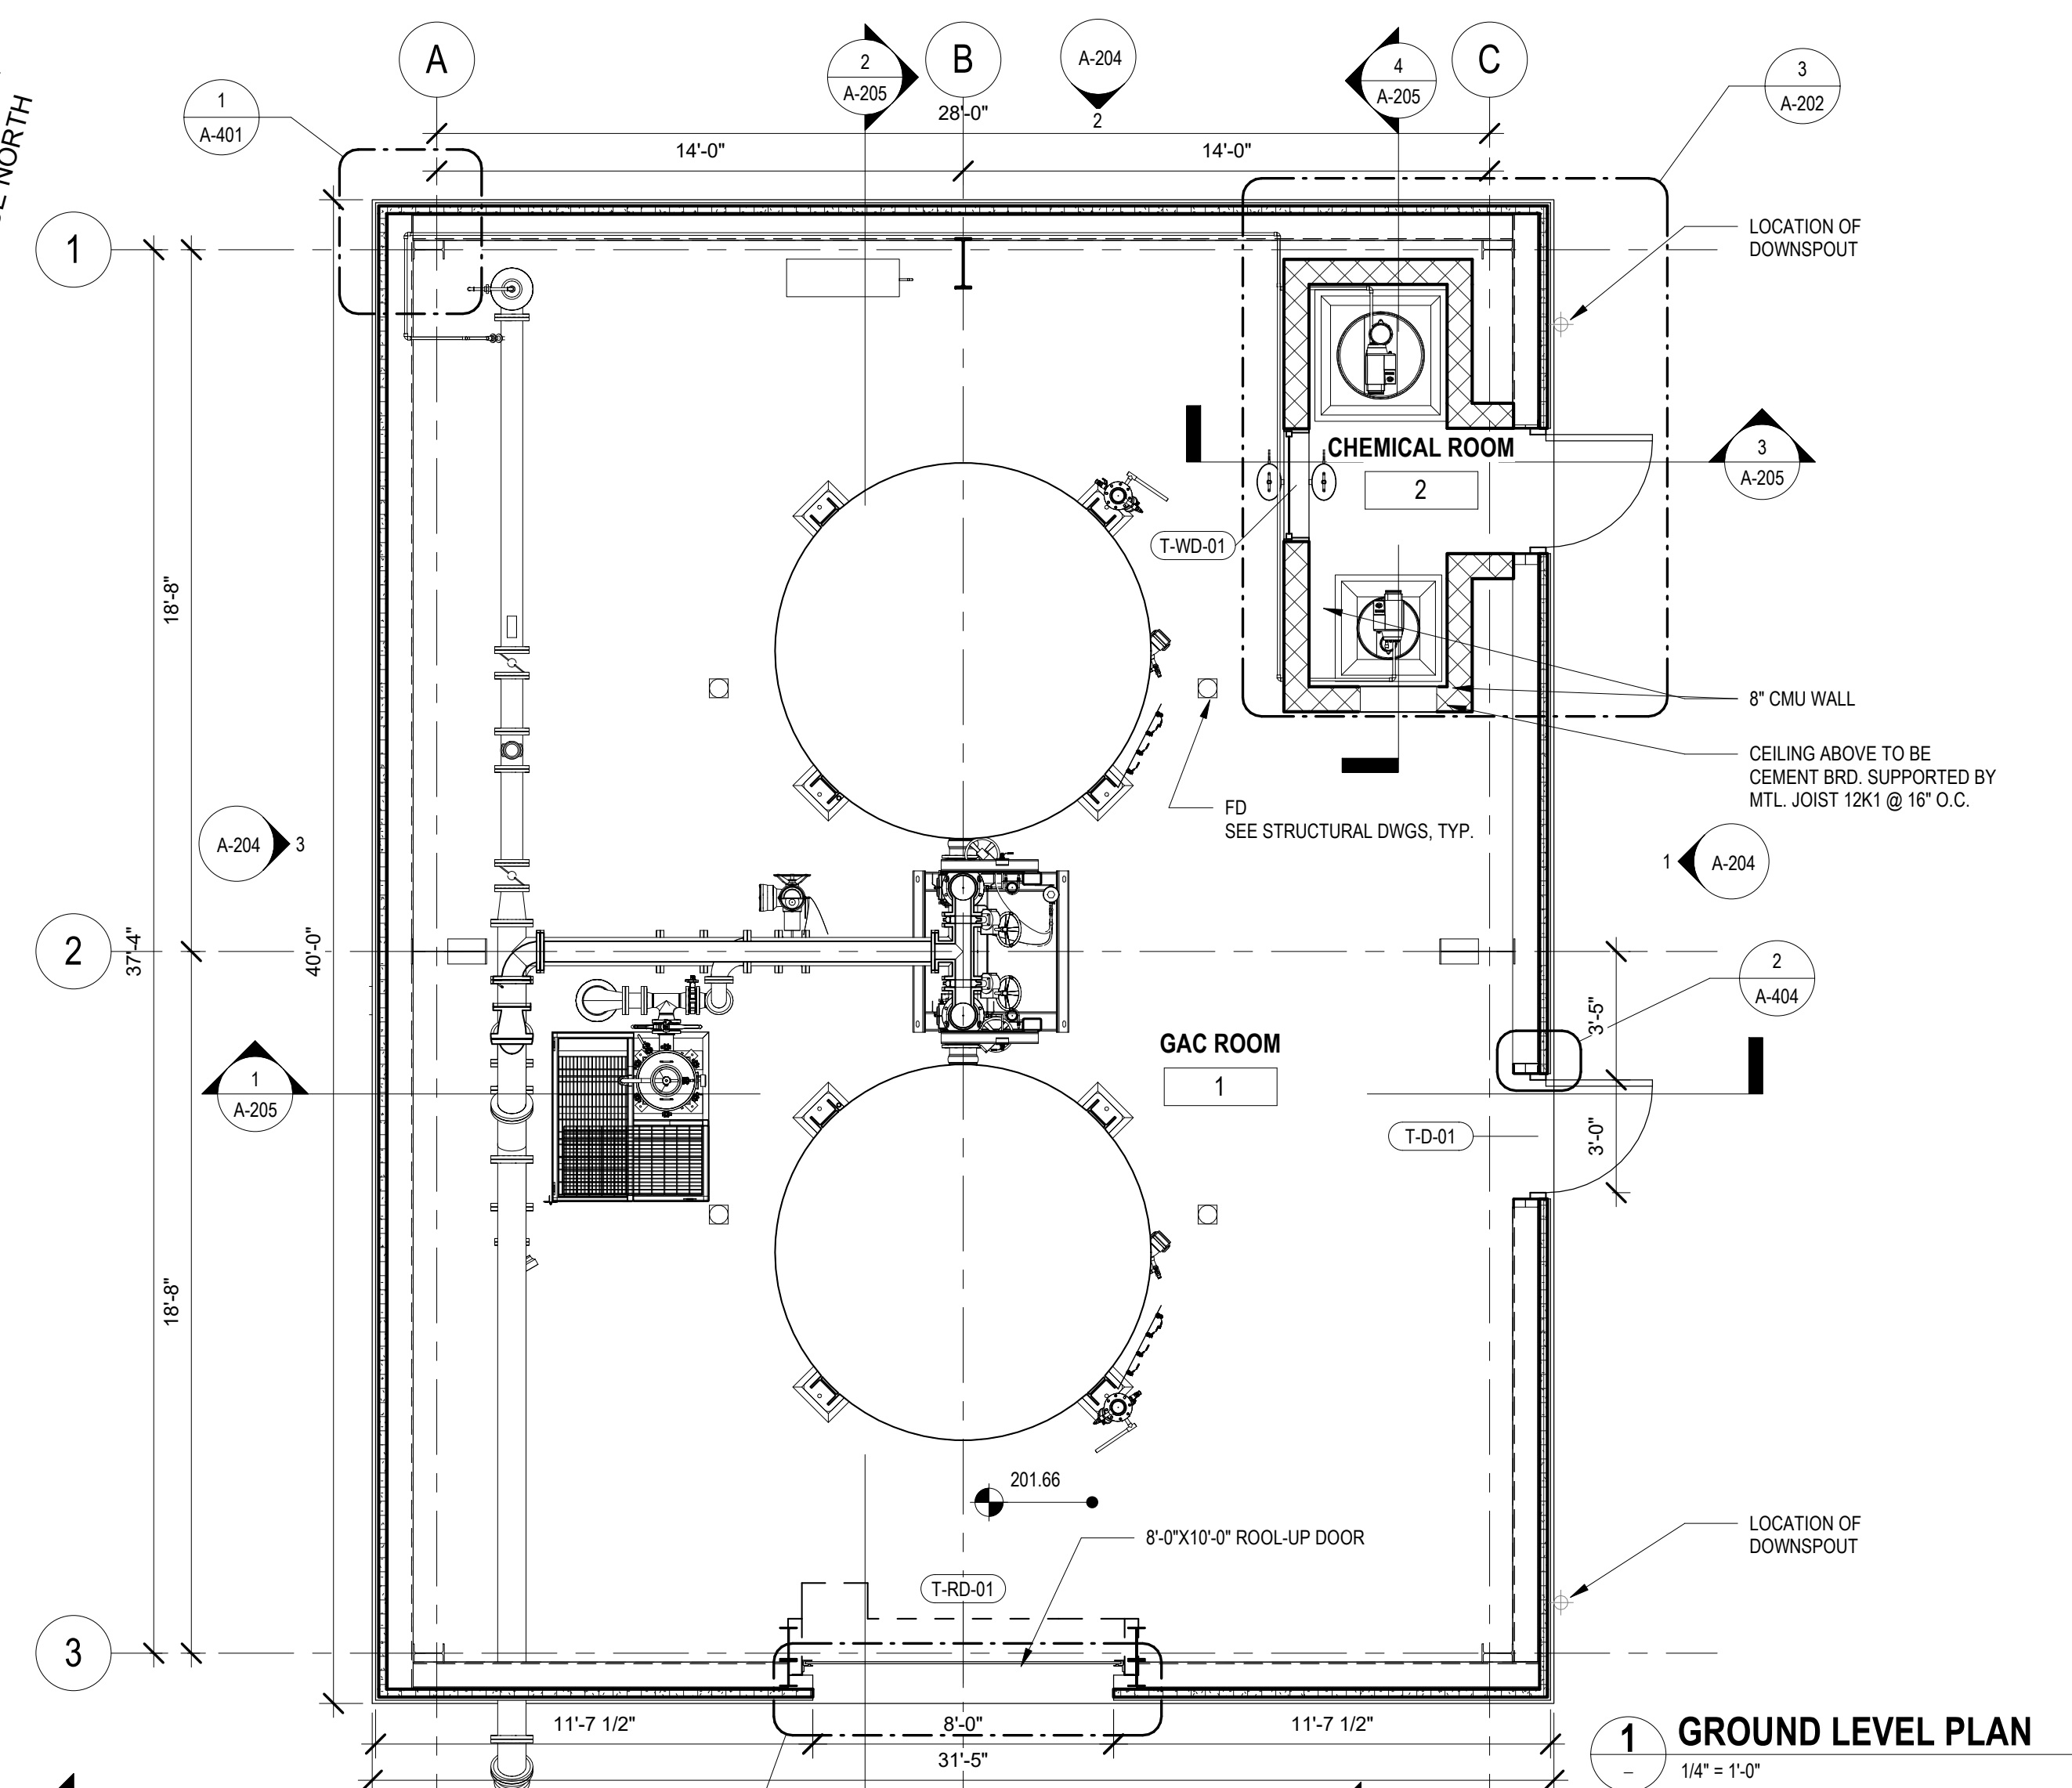 A
2
A-205
B
A-204
2
4
A-205
C
3
A-202
1
A-401
NORTH
28'-0"
14'-0"
14'-0"
1
LOCATION OF
DOWNSPOUT
CHEMICAL ROOM
2
3
A-205
T-WD-01
18'-8"
8" CMU WALL
CEILING ABOVE TO BE
CEMENT BRD. SUPPORTED BY
MTL. JOIST 12K1 @ 16" O.C.
FD
SEE STRUCTURAL DWGS, TYP.
A-204
3
1
A-204
2
37'-4"
40'-0"
2
A-404
3'-5"
GAC ROOM
1
1
A-205
T-D-01
3'-0"
18'-8"
201.66
8'-0"X10'-0" ROOL-UP DOOR
LOCATION OF
DOWNSPOUT
T-RD-01
3
11'-7 1/2"
8'-0"
11'-7 1/2"
31'-5"
1
–
GROUND LEVEL PLAN
1/4" = 1'-0"